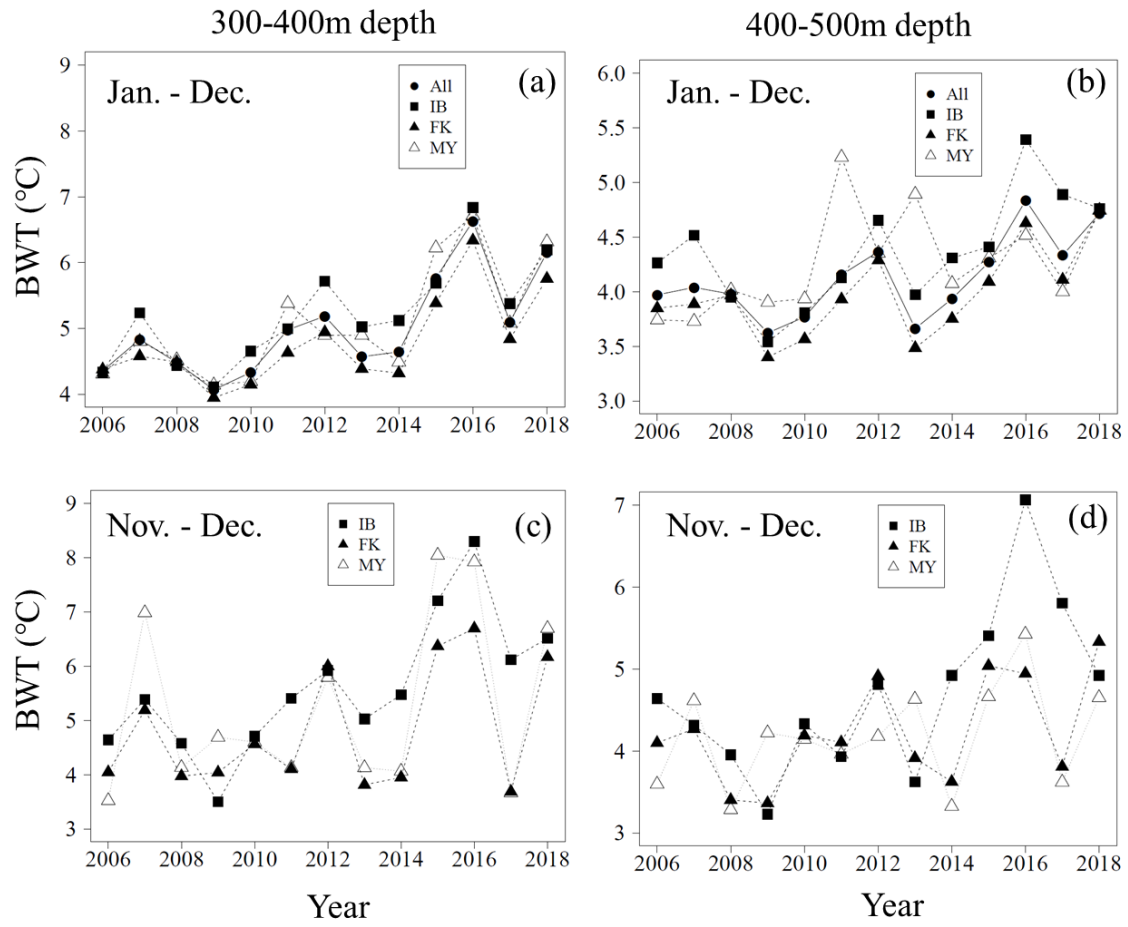 300-400m depth
400-500m depth
BWT (°C)
9
8
7
6
5
4
Jan. - Dec.
(a)
All
IB
FK
MY
2006 2008 2010 2012 2014 2016 2018
6.0
5.5
5.0
4.5
4.0
3.5
3.0
Jan. - Dec.
(b)
All
IB
FK
MY
2006 2008 2010 2012 2014 2016 2018
BWT (°C)
9
8
7
6
5
4
3
Nov. - Dec.
(c)
IB
FK
MY
2006 2008 2010 2012 2014 2016 2018
Year
7
6
5
4
3
Nov. - Dec.
(d)
IB
FK
MY
2006 2008 2010 2012 2014 2016 2018
Year